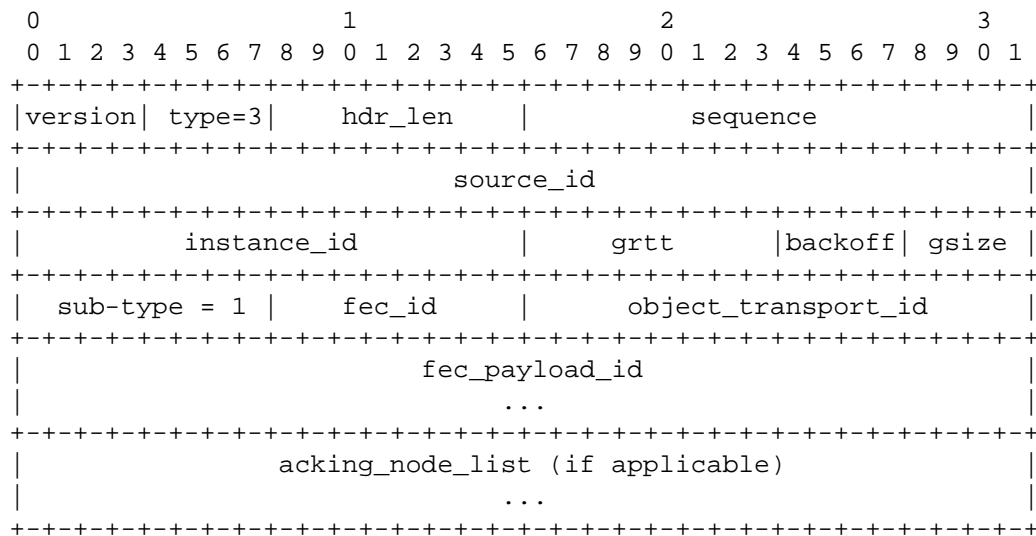 0                   1                   2                   3
 0 1 2 3 4 5 6 7 8 9 0 1 2 3 4 5 6 7 8 9 0 1 2 3 4 5 6 7 8 9 0 1
+-+-+-+-+-+-+-+-+-+-+-+-+-+-+-+-+-+-+-+-+-+-+-+-+-+-+-+-+-+-+-+-+
|version| type=3|    hdr_len    |          sequence             |
+-+-+-+-+-+-+-+-+-+-+-+-+-+-+-+-+-+-+-+-+-+-+-+-+-+-+-+-+-+-+-+-+
|                           source_id                           |
+-+-+-+-+-+-+-+-+-+-+-+-+-+-+-+-+-+-+-+-+-+-+-+-+-+-+-+-+-+-+-+-+
|          instance_id          |     grtt      |backoff| gsize |
+-+-+-+-+-+-+-+-+-+-+-+-+-+-+-+-+-+-+-+-+-+-+-+-+-+-+-+-+-+-+-+-+
|  sub-type = 1 |    fec_id     |      object_transport_id      |
+-+-+-+-+-+-+-+-+-+-+-+-+-+-+-+-+-+-+-+-+-+-+-+-+-+-+-+-+-+-+-+-+
|                         fec_payload_id                        |
|                              ...                              |
+-+-+-+-+-+-+-+-+-+-+-+-+-+-+-+-+-+-+-+-+-+-+-+-+-+-+-+-+-+-+-+-+
|                acking_node_list (if applicable)               |
|                              ...                              |
+-+-+-+-+-+-+-+-+-+-+-+-+-+-+-+-+-+-+-+-+-+-+-+-+-+-+-+-+-+-+-+-+